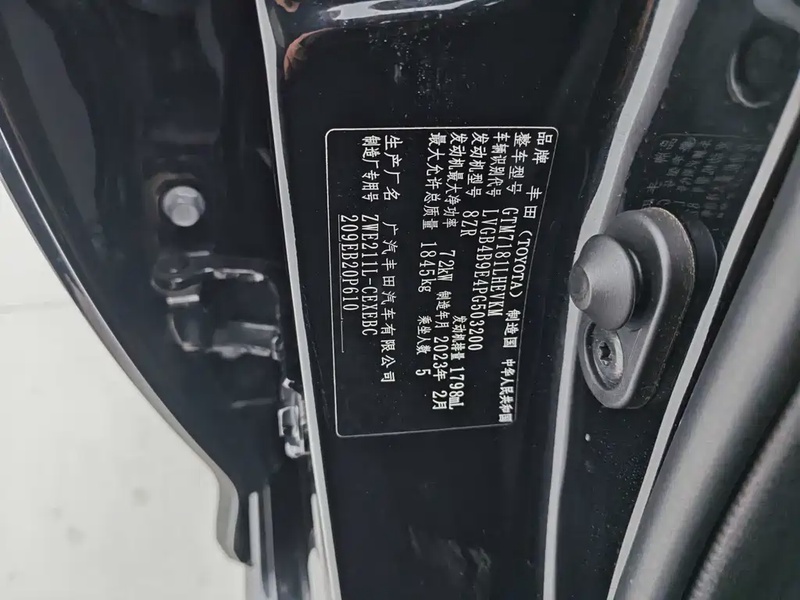 品牌 丰田（TOYOTA） 制造国 中华人民共和国
整车型号 GTM7181LHEVKM
车辆识别代号 LVGB4B9E4PG503200
发动机型号 8ZR 发动机排量 1798mL
发动机最大净功率 72kW 制造年月 2023年 2月
最大允许总质量 1845kg 乘坐人数 5
生产厂名 广汽丰田汽车有限公司
制造厂专用号 ZWE211L-CEXEBC
209EB20P610